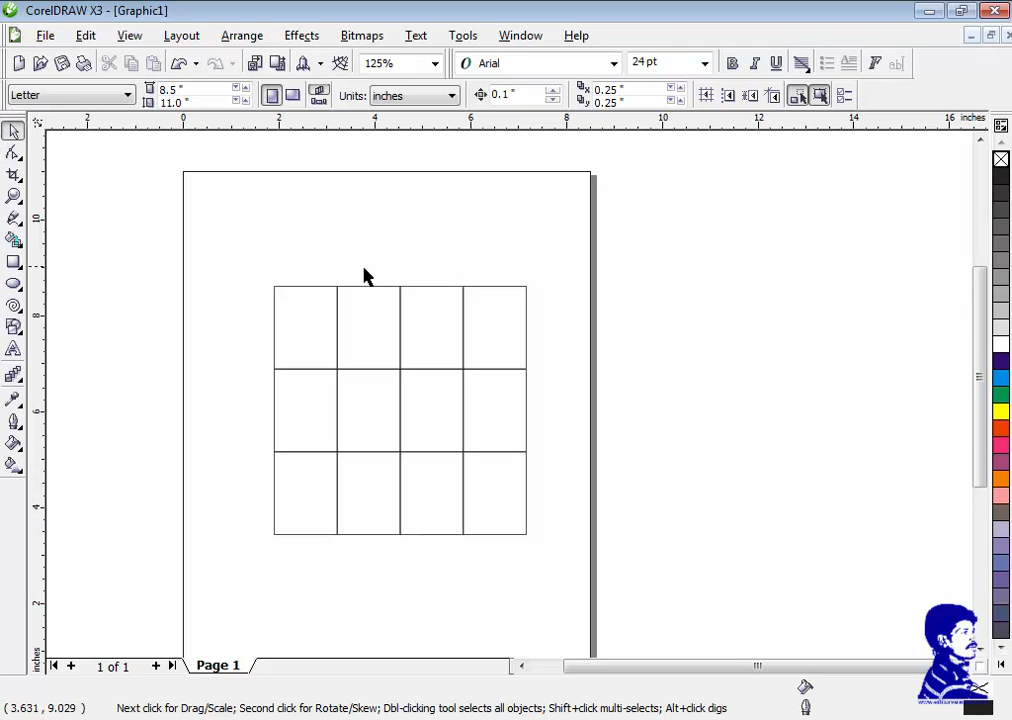 CorelDRAW X3 - [Graphic1]
File Edit View Layout Arrange Effects Bitmaps Text Tools Window Help
125% Arial 24 pt
Letter 8.5 " 11.0 " Units: inches 0.1 " 0.25 " 0.25 "
2 0 2 4 6 8 10 12 14 16 inches
10
8
6
4
2
inches
1 of 1 Page 1
( 3.631, 9.029 ) Next click for Drag/Scale; Second click for Rotate/Skew; Dbl-clicking tool selects all objects; Shift+click multi-selects; Alt+click digs